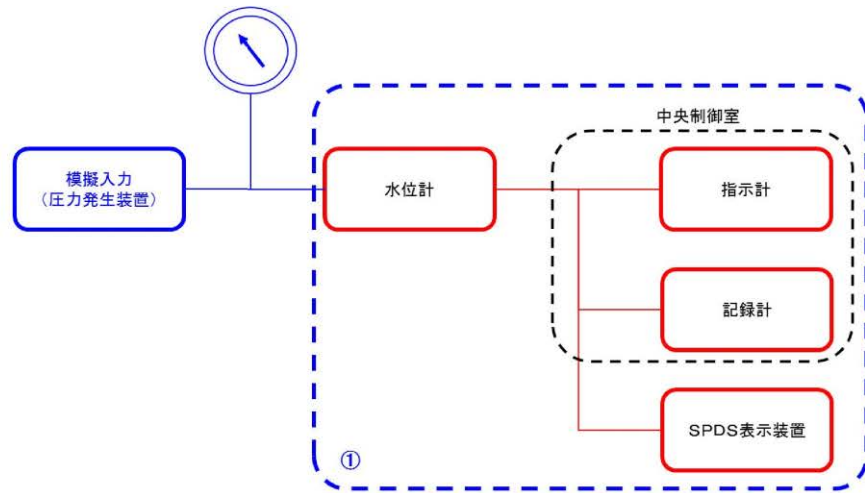 中央制御室
模擬入力
（圧力発生装置）
水位計
指示計
記録計
SPDS表示装置
①